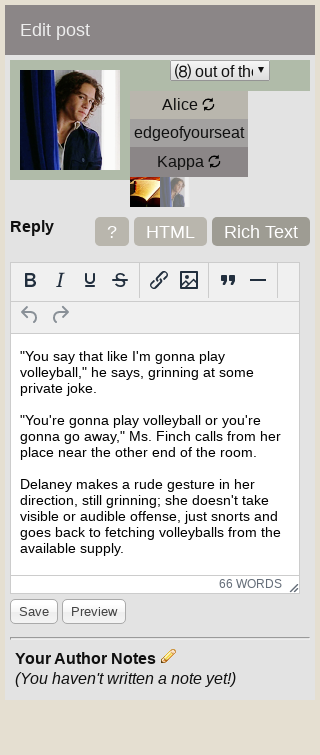 Edit post
(8) out of the
Alice
edgeofyourseat
Kappa
Reply
?
HTML
Rich Text
B I U S
"You say that like I'm gonna play
volleyball," he says, grinning at some
private joke.
"You're gonna play volleyball or you're
gonna go away," Ms. Finch calls from her
place near the other end of the room.
Delaney makes a rude gesture in her
direction, still grinning; she doesn't take
visible or audible offense, just snorts and
goes back to fetching volleyballs from the
available supply.
66 WORDS
Save
Preview
Your Author Notes
(You haven't written a note yet!)